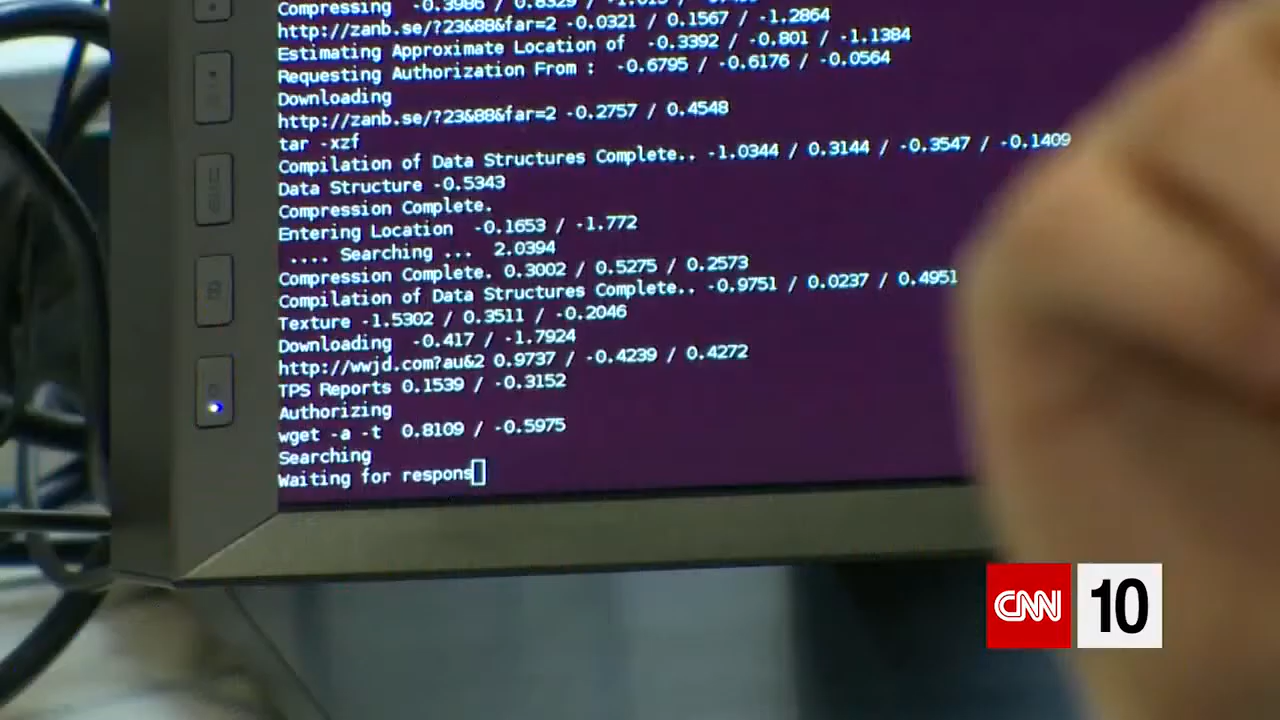 Compressing -0.3986 / 0.8329 /
http://zanb.se/?23&88&far=2 -0.0321 / 0.1567 / -1.2864
Estimating Approximate Location of -0.3392 / -0.801 / -1.1384
Requesting Authorization From : -0.6795 / -0.6176 / -0.0564
Downloading
http://zanb.se/?23&88&far=2 -0.2757 / 0.4548
tar -xzf
Compilation of Data Structures Complete.. -1.0344 / 0.3144 / -0.3547 / -0.1409
Data Structure -0.5343
Compression Complete.
Entering Location -0.1653 / -1.772
.... Searching ... 2.0394
Compression Complete. 0.3002 / 0.5275 / 0.2573
Compilation of Data Structures Complete.. -0.9751 / 0.0237 / 0.4951
Texture -1.5302 / 0.3511 / -0.2046
Downloading -0.417 / -1.7924
http://wwjd.com?au&2 0.9737 / -0.4239 / 0.4272
TPS Reports 0.1539 / -0.3152
Authorizing
wget -a -t 0.8109 / -0.5975
Searching
Waiting for respons
CNN 10